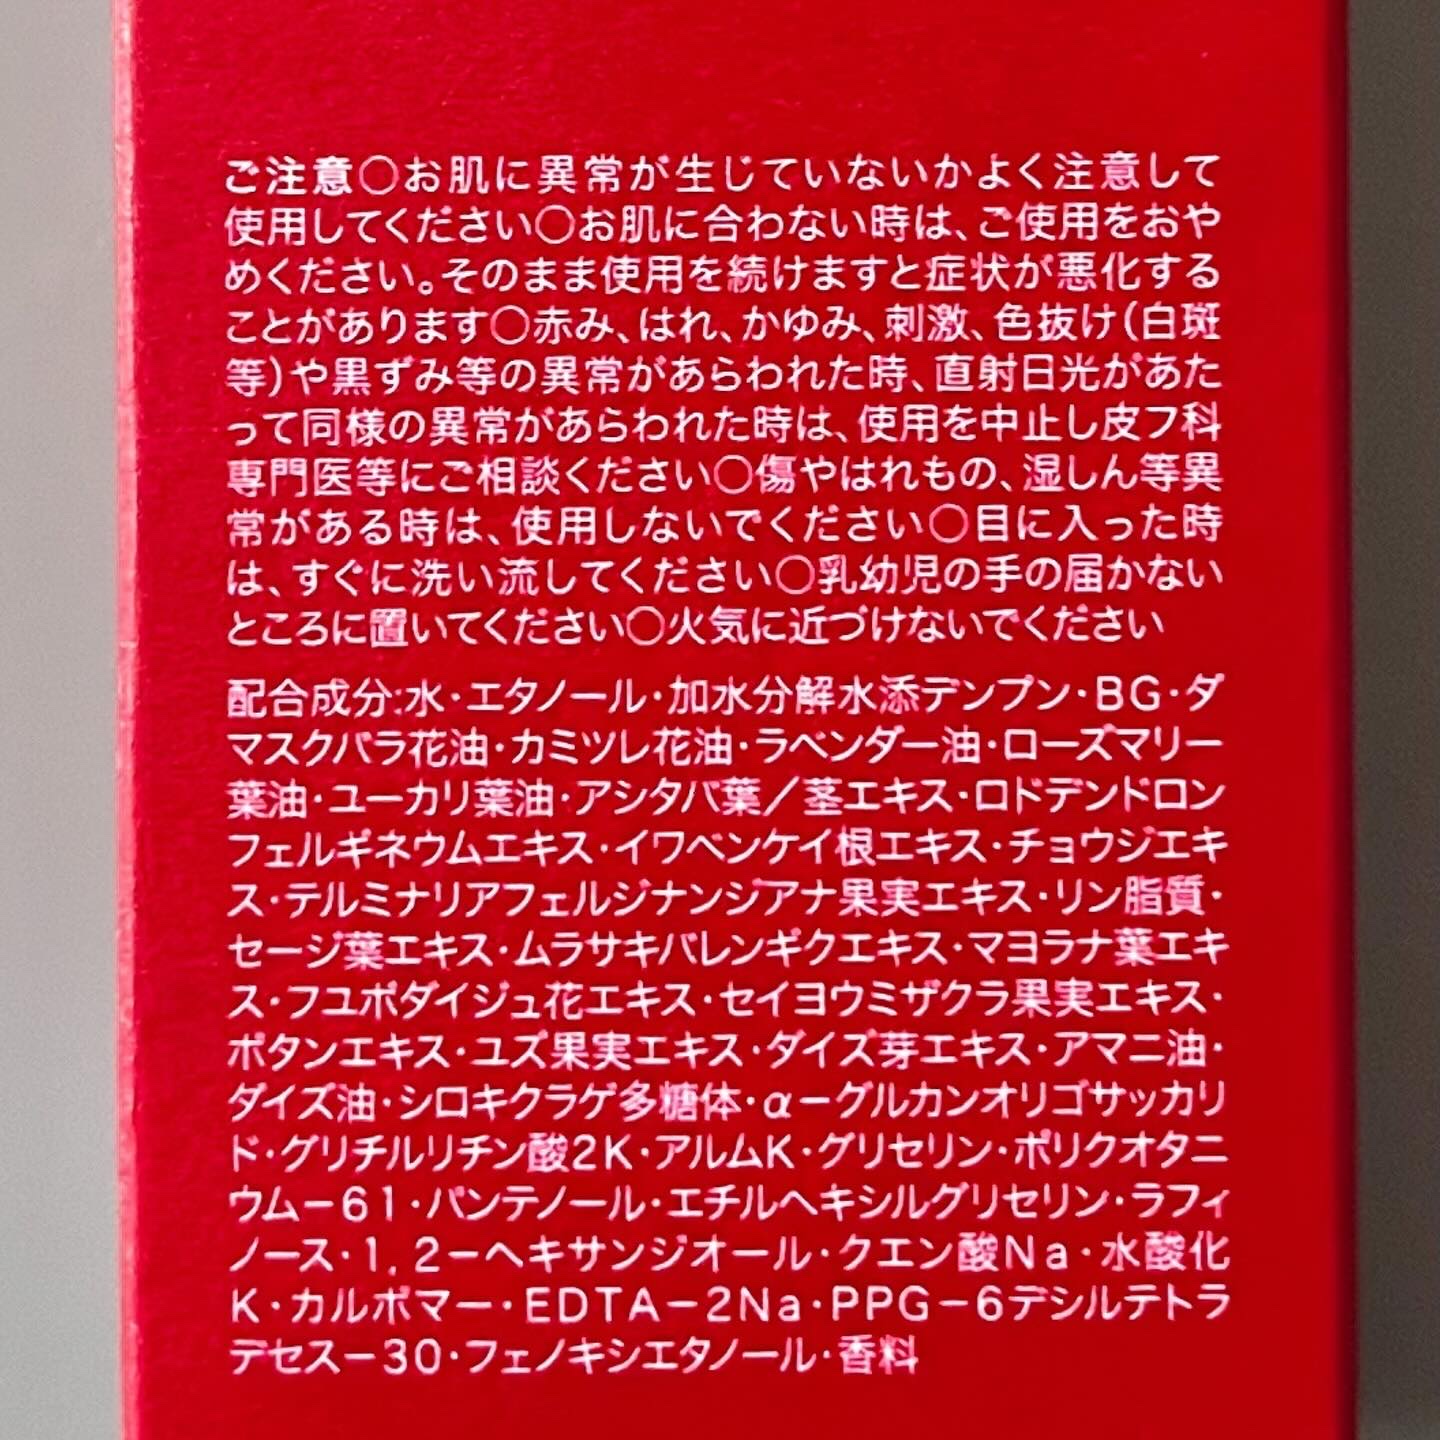 ご注意○お肌に異常が生じていないかよく注意して
使用してください○お肌に合わない時は、ご使用をおや
めください。そのまま使用を続けますと症状が悪化する
ことがあります○赤み、はれ、かゆみ、刺激、色抜け(白斑
等)や黒ずみ等の異常があらわれた時、直射日光があた
って同様の異常があらわれた時は、使用を中止し皮フ科
専門医等にご相談ください○傷やはれもの、湿しん等異
常がある時は、使用しないでください○目に入った時
は、すぐに洗い流してください○乳幼児の手の届かない
ところに置いてください○火気に近づけないでください
配合成分:水・エタノール・加水分解水添デンプン・BG・ダ
マスクバラ花油・カミツレ花油・ラベンダー油・ローズマリー
葉油・ユーカリ葉油・アシタバ葉/茎エキス・ロドデンドロン
フェルギネウムエキス・イワベンケイ根エキス・チョウジエキ
ス・テルミナリアフェルジナンジアナ果実エキス・リン脂質・
セージ葉エキス・ムラサキバレンギクエキス・マヨラナ葉エキ
ス・フユボダイジュ花エキス・セイヨウミザクラ果実エキス・
ボタンエキス・ユズ果実エキス・ダイズ芽エキス・アマニ油・
ダイズ油・シロキクラゲ多糖体・α-グルカンオリゴサッカリ
ド・グリチルリチン酸2K・アルムK・グリセリン・ポリクオタニ
ウム-61・パンテノール・エチルヘキシルグリセリン・ラフィ
ノース・1,2-ヘキサンジオール・クエン酸Na・水酸化
K・カルボマー・EDTA-2Na・PPG-6デシルテトラ
デセス-30・フェノキシエタノール・香料